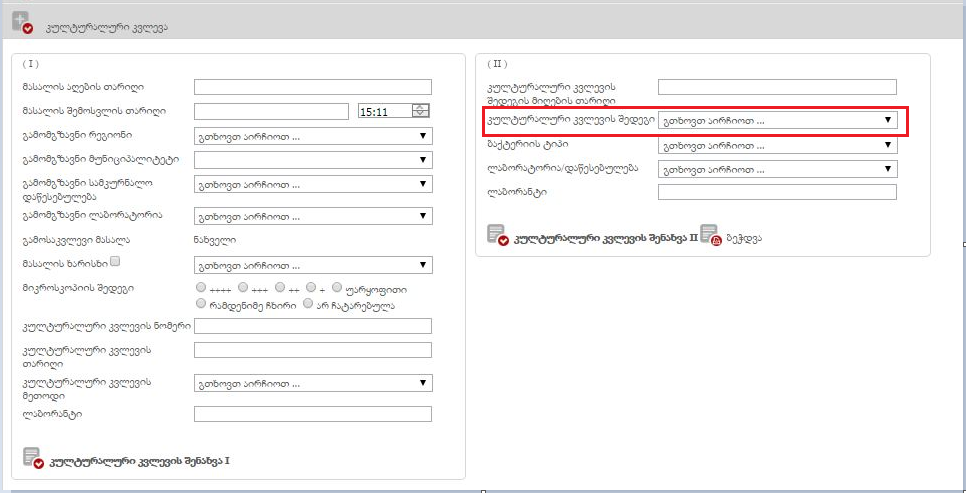 კულტურალური კვლევა
( I )
მასალის აღების თარიღი
მასალის შემოსვლის თარიღი
15:11
გამომგზავნი რეგიონი
გთხოვთ აირჩიოთ ...
გამომგზავნი მუნიციპალიტეტი
გამომგზავნი სამკურნალო
დაწესებულება
გთხოვთ აირჩიოთ ...
გამომგზავნი ლაბორატორია
გთხოვთ აირჩიოთ ...
გამოსაკვლევი მასალა
ნახველი
მასალის ხარისხი
გთხოვთ აირჩიოთ ...
მიკროსკოპიის შედეგი
++++ +++ ++ + უარყოფითი
რამდენიმე ჩხირი არ ჩატარებულა
კულტურალური კვლევის ნომერი
კულტურალური კვლევის
თარიღი
კულტურალური კვლევის
მეთოდი
გთხოვთ აირჩიოთ ...
ლაბორანტი
კულტურალური კვლევის შენახვა I
( II )
კულტურალური კვლევის
შედეგის მიღების თარიღი
კულტურალური კვლევის შედეგი
გთხოვთ აირჩიოთ ...
ბაქტერიის ტიპი
გთხოვთ აირჩიოთ ...
ლაბორატორია/დაწესებულება
გთხოვთ აირჩიოთ ...
ლაბორანტი
კულტურალური კვლევის შენახვა II
ბეჭდვა